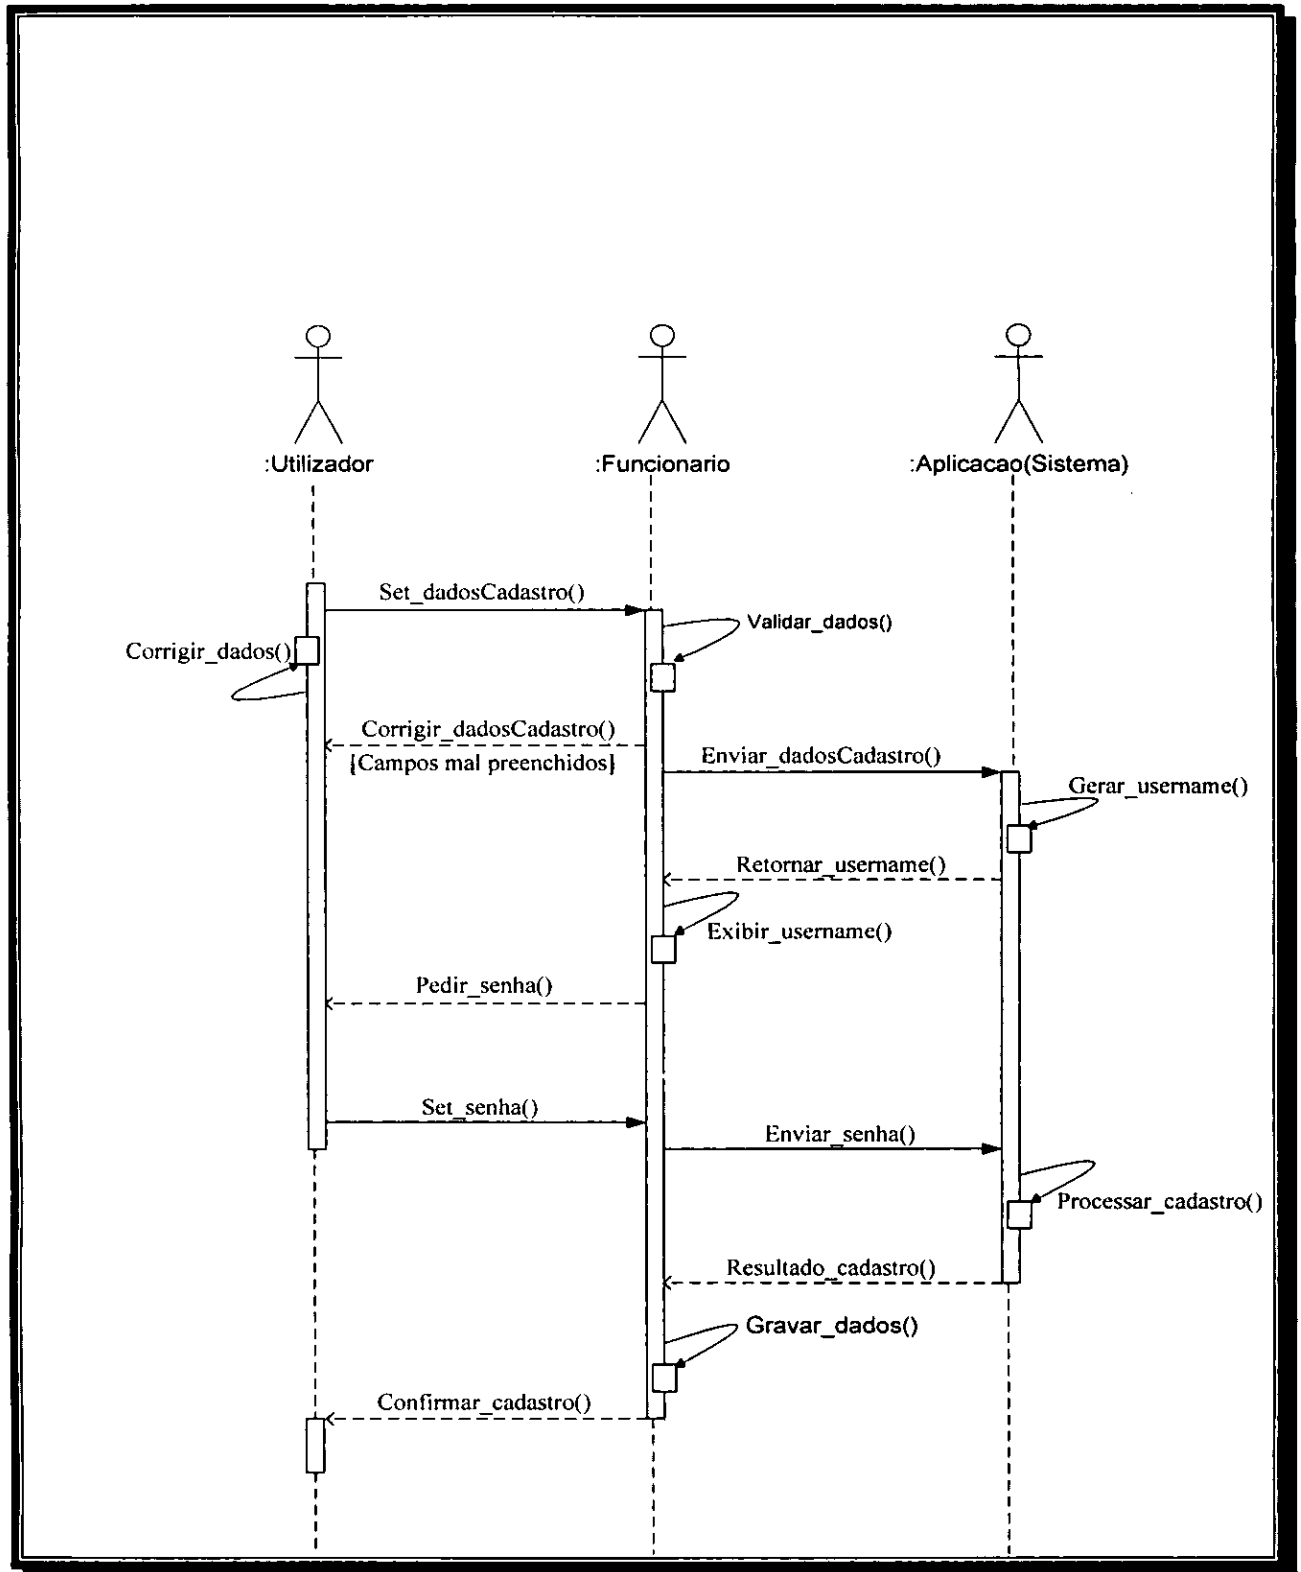 :Utilizador
:Funcionario
:Aplicacao(Sistema)
Set_dadosCadastro()
Validar_dados()
Corrigir_dados()
Corrigir_dadosCadastro()
{Campos mal preenchidos}
Enviar_dadosCadastro()
Gerar_username()
Retornar_username()
Exibir_username()
Pedir_senha()
Set_senha()
Enviar_senha()
Processar_cadastro()
Resultado_cadastro()
Gravar_dados()
Confirmar_cadastro()